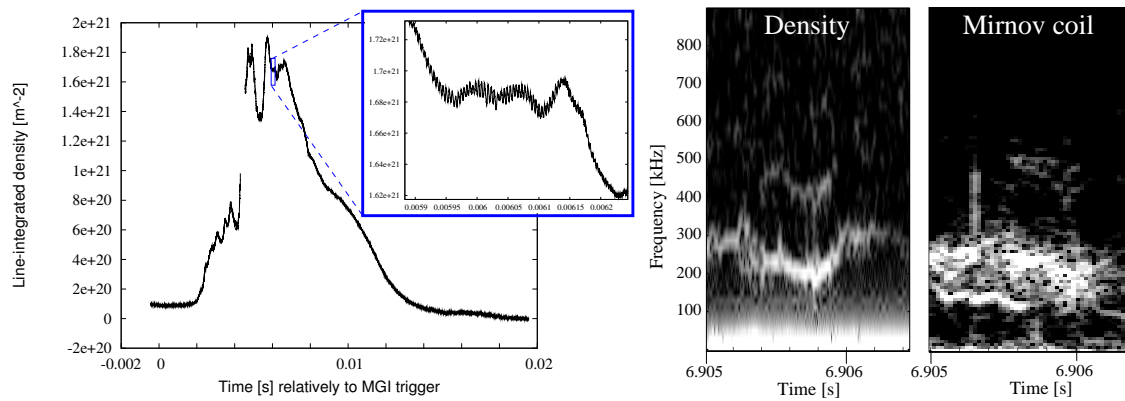 2e+21
1.8e+21
1.6e+21
1.4e+21
1.2e+21
1e+21
8e+20
6e+20
4e+20
2e+20
0
-2e+20
Line-integrated density [m^-2]
-0.002
0
0.01
0.02
Time [s] relatively to MGI trigger
1.72e+21
1.7e+21
1.68e+21
1.66e+21
1.64e+21
1.62e+21
0.0059
0.00595
0.006
0.00605
0.0061
0.00615
0.0062
Density
800
700
600
500
400
300
200
100
Frequency [kHz]
6.905
6.906
Time [s]
Mirnov coil
6.905
6.906
Time [s]